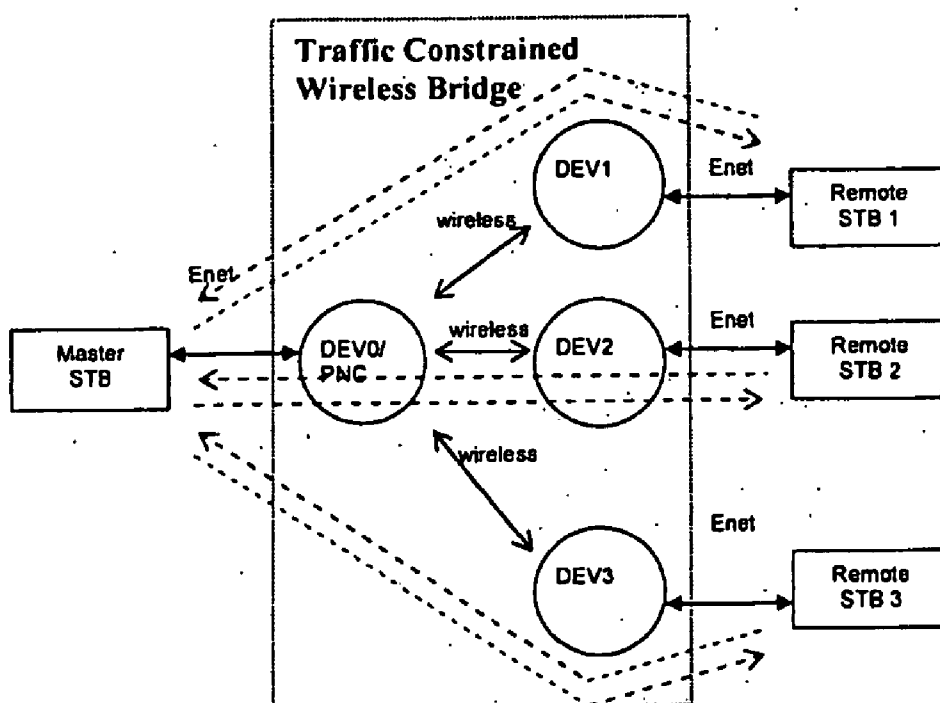 Traffic Constrained
Wireless Bridge
DEV1
Enet
Remote
STB 1
wireless
Enet
Master
STB
DEV0/
PNC
wireless
DEV2
Enet
Remote
STB 2
wireless
Enet
DEV3
Remote
STB 3